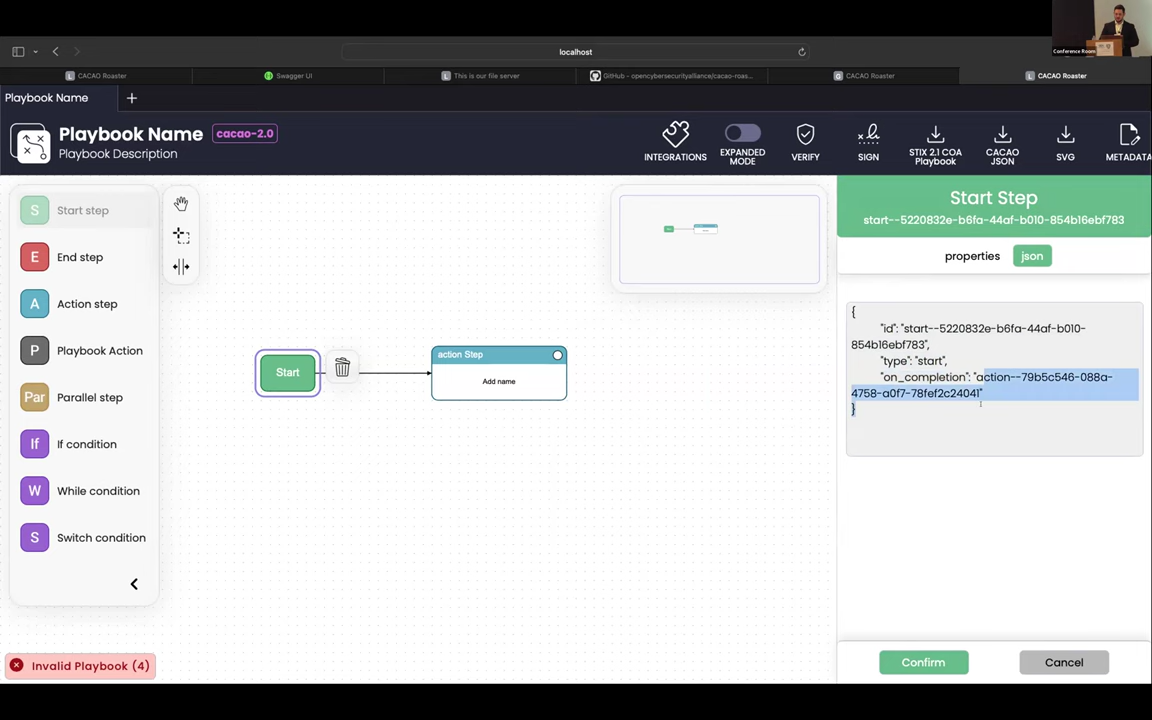 localhost
CACAO Roaster
Swagger UI
This is our file server
GitHub - opencybersecurityalliance/cacao-roas...
CACAO Roaster
CACAO Roaster
Conference Room
Playbook Name
+
Playbook Name cacao-2.0
Playbook Description
INTEGRATIONS
EXPANDED
MODE
VERIFY
SIGN
STIX 2.1 COA
Playbook
CACAO
JSON
SVG
METADATA
S Start step
E End step
A Action step
P Playbook Action
Par Parallel step
If If condition
W While condition
S Switch condition
Start
action Step
Add name
Start Step
start--5220832e-b6fa-44af-b010-854b16ebf783
properties json
{
"id": "start--5220832e-b6fa-44af-b010-
854b16ebf783",
"type": "start",
"on_completion": "action--79b5c546-088a-
4758-a0f7-78fef2c24041"
}
Invalid Playbook (4)
Confirm Cancel